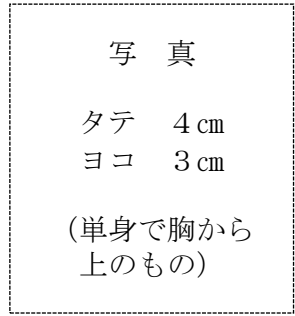 写　真
タテ　４㎝
ヨコ　３㎝
（単身で胸から
上のもの）